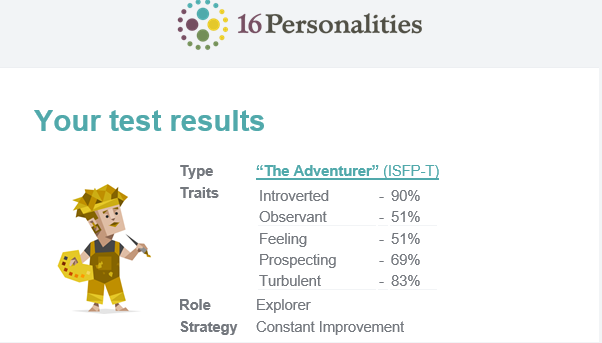 16Personalities
Your test results
Type “The Adventurer” (ISFP-T)
Traits Introverted - 90%
Observant - 51%
Feeling - 51%
Prospecting - 69%
Turbulent - 83%
Role Explorer
Strategy Constant Improvement